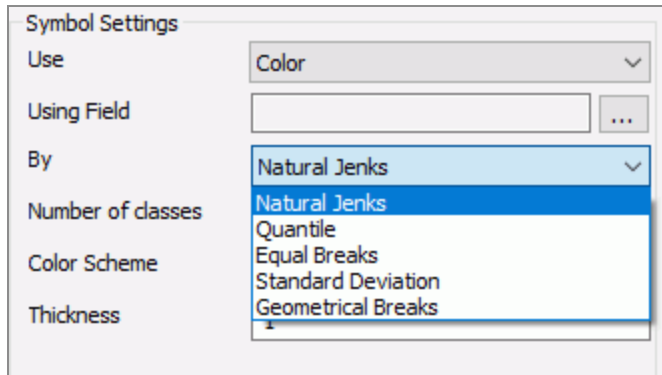 Symbol Settings
Use Color
Using Field ...
By Natural Jenks
Natural Jenks
Number of classes
Quantile
Equal Breaks
Color Scheme
Standard Deviation
Geometrical Breaks
Thickness